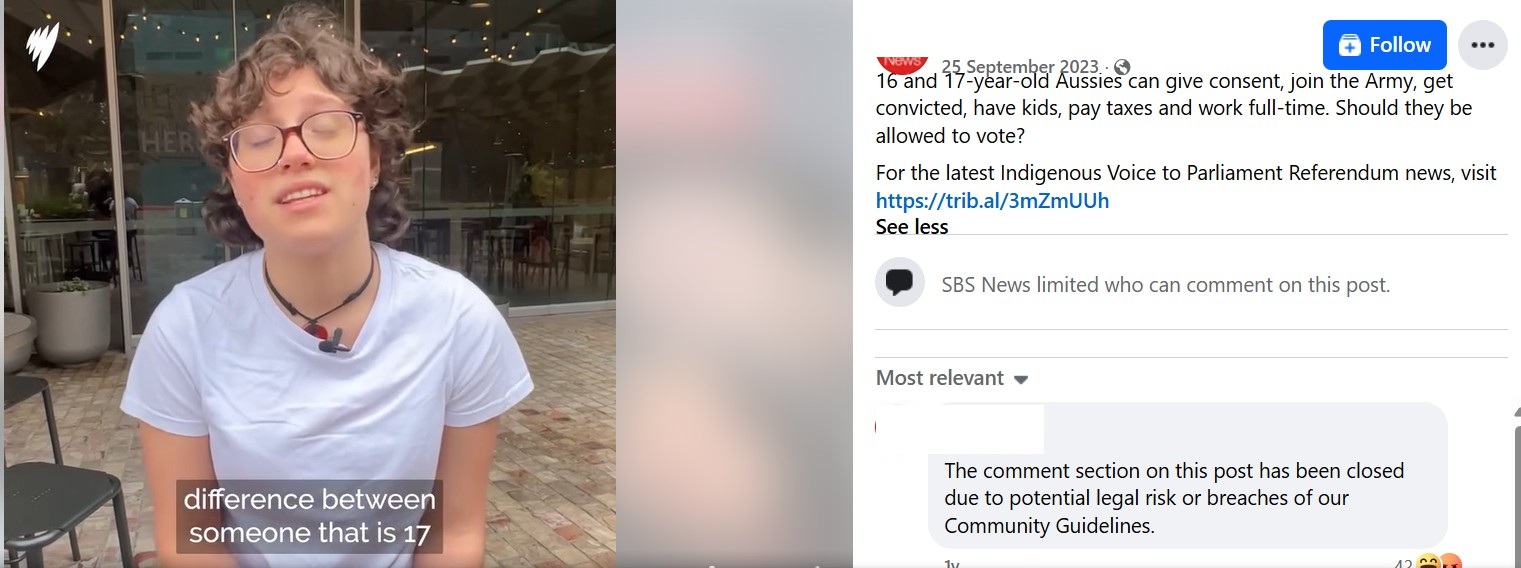 HER
difference between
someone that is 17
Follow
News
25 September 2023 ·
16 and 17-year-old Aussies can give consent, join the Army, get
convicted, have kids, pay taxes and work full-time. Should they be
allowed to vote?
For the latest Indigenous Voice to Parliament Referendum news, visit
https://trib.al/3mZmUUh
See less
SBS News limited who can comment on this post.
Most relevant
The comment section on this post has been closed
due to potential legal risk or breaches of our
Community Guidelines.
1y
42